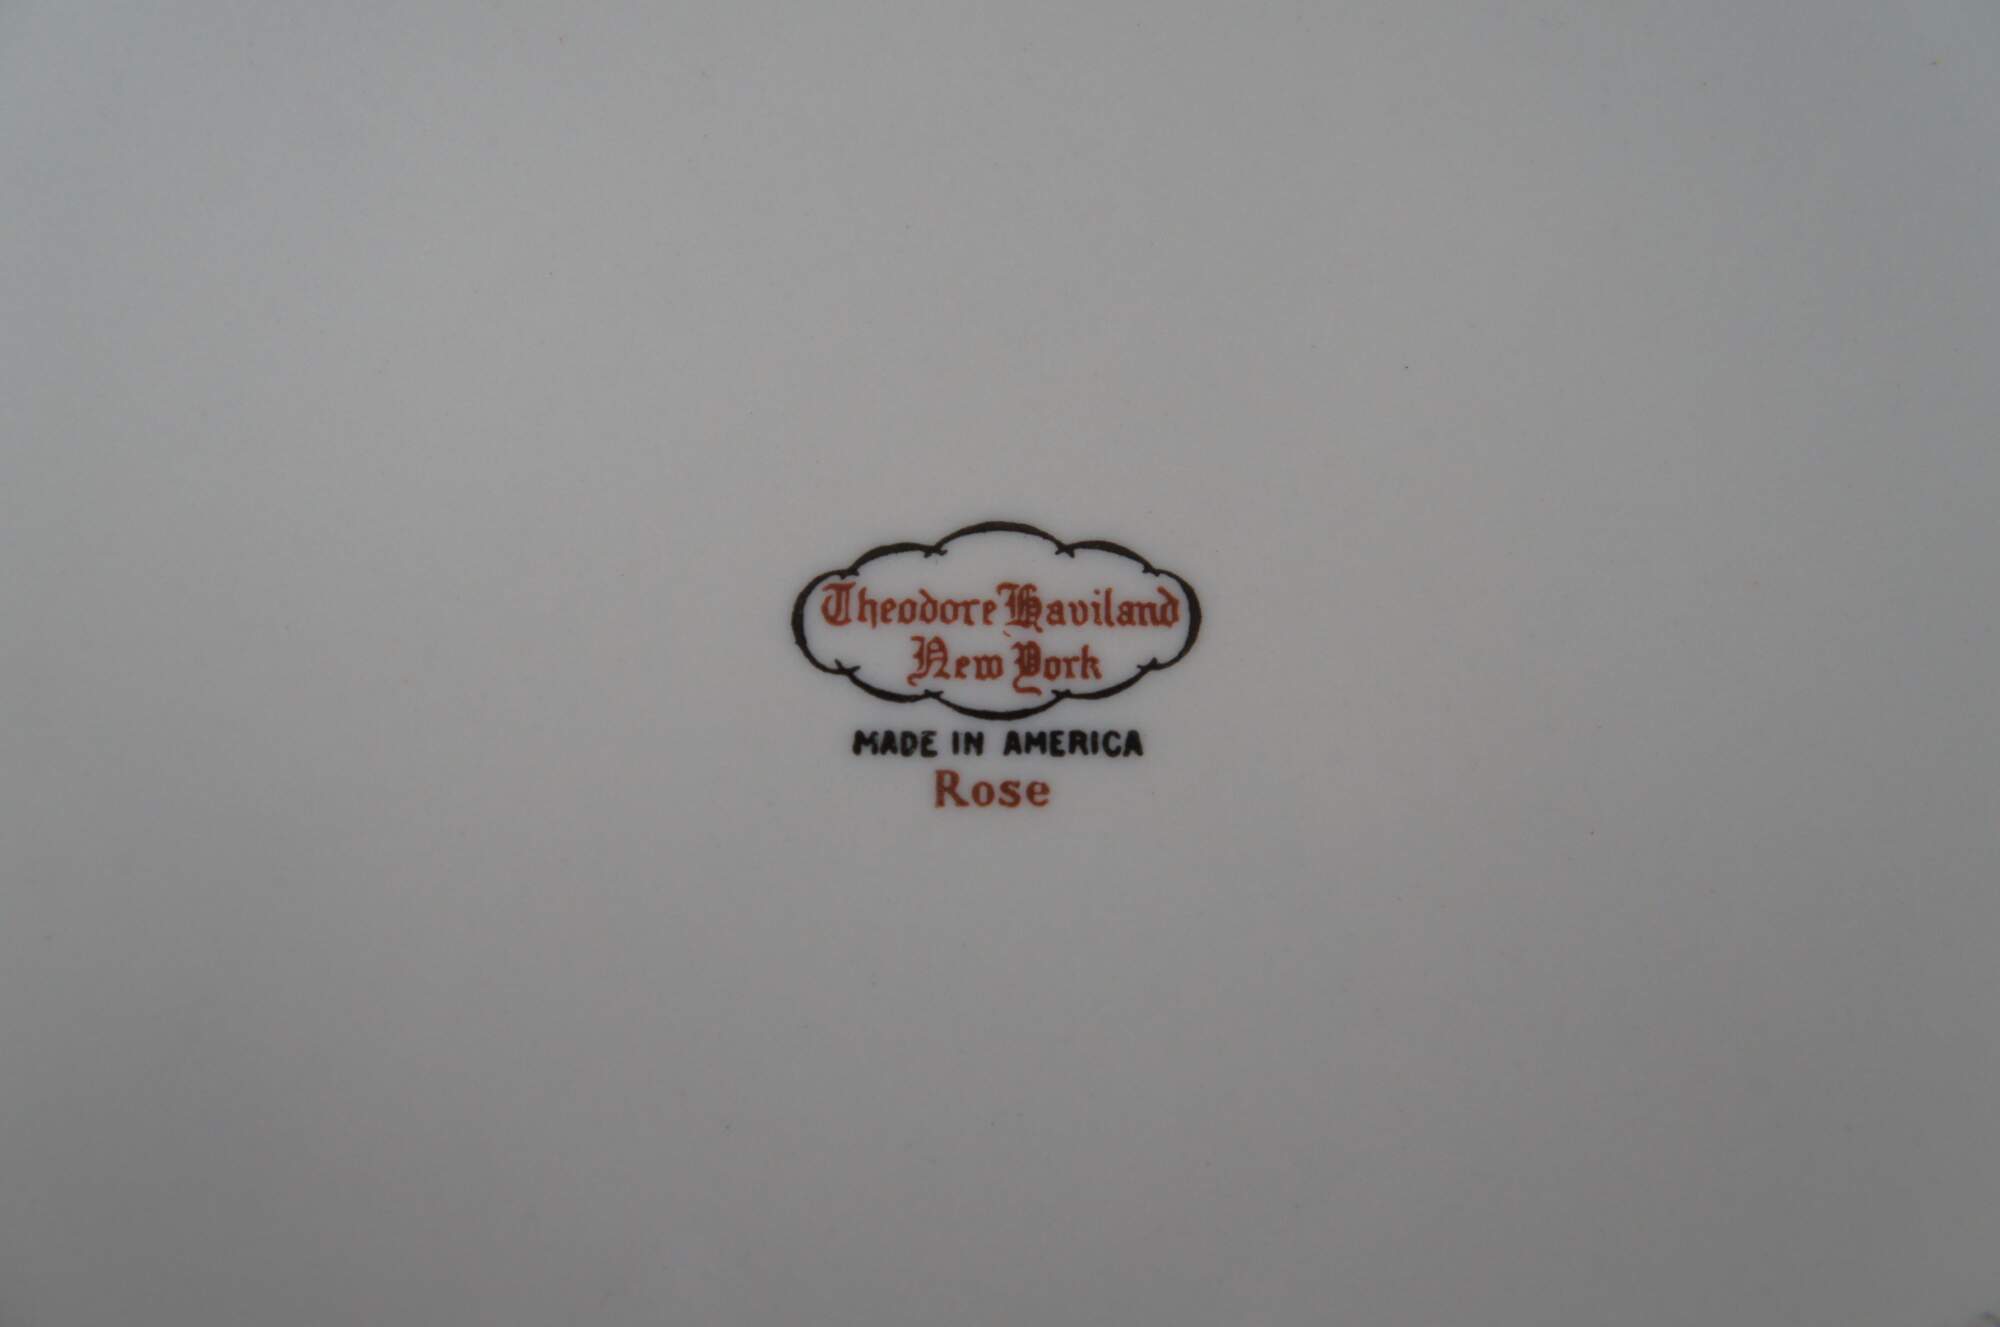 Theodore Haviland
New York
MADE IN AMERICA
Rose